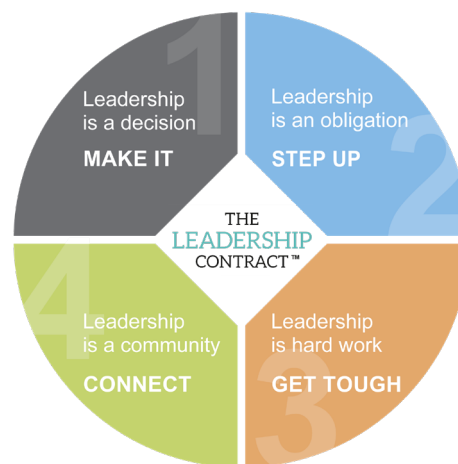 1
Leadership
is a decision
MAKE IT
2
Leadership
is an obligation
STEP UP
THE
LEADERSHIP
CONTRACT™
4
Leadership
is a community
CONNECT
3
Leadership
is hard work
GET TOUGH